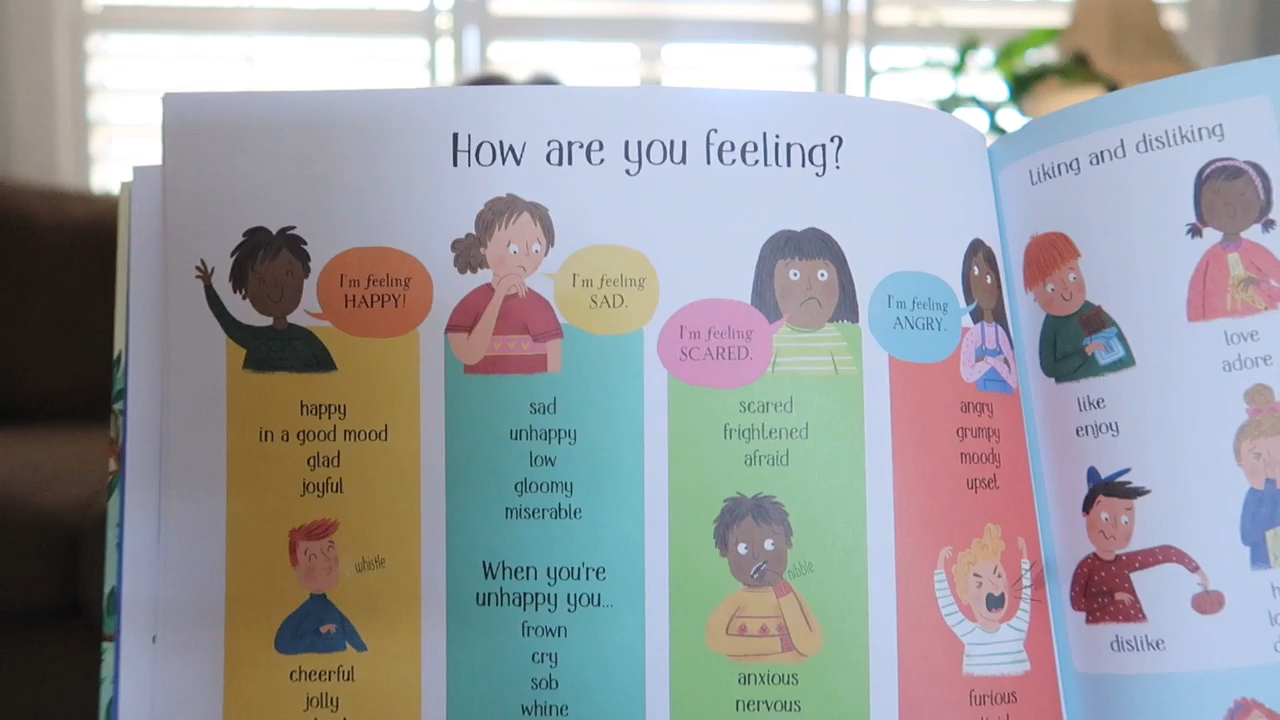 How are you feeling?
I'm feeling
HAPPY!
happy
in a good mood
glad
joyful
whistle
cheerful
jolly
I'm feeling
SAD.
sad
unhappy
low
gloomy
miserable
When you're
unhappy you...
frown
cry
sob
whine
I'm feeling
SCARED.
scared
frightened
afraid
nibble
anxious
nervous
I'm feeling
ANGRY.
angry
grumpy
moody
upset
furious
Liking and disliking
like
enjoy
love
adore
dislike